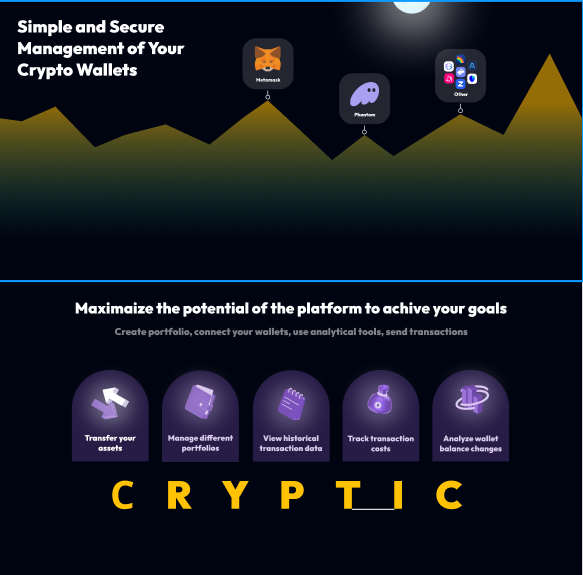 Simple and Secure
Management of Your
Crypto Wallets
Metamask
Phantom
Other
Maximaize the potential of the platform to achive your goals
Create portfolio, connect your wallets, use analytical tools, send transactions
Transfer your
assets
Manage different
portfolios
View historical
transaction data
Track transaction
costs
Analyze wallet
balance changes
C R Y P T I C